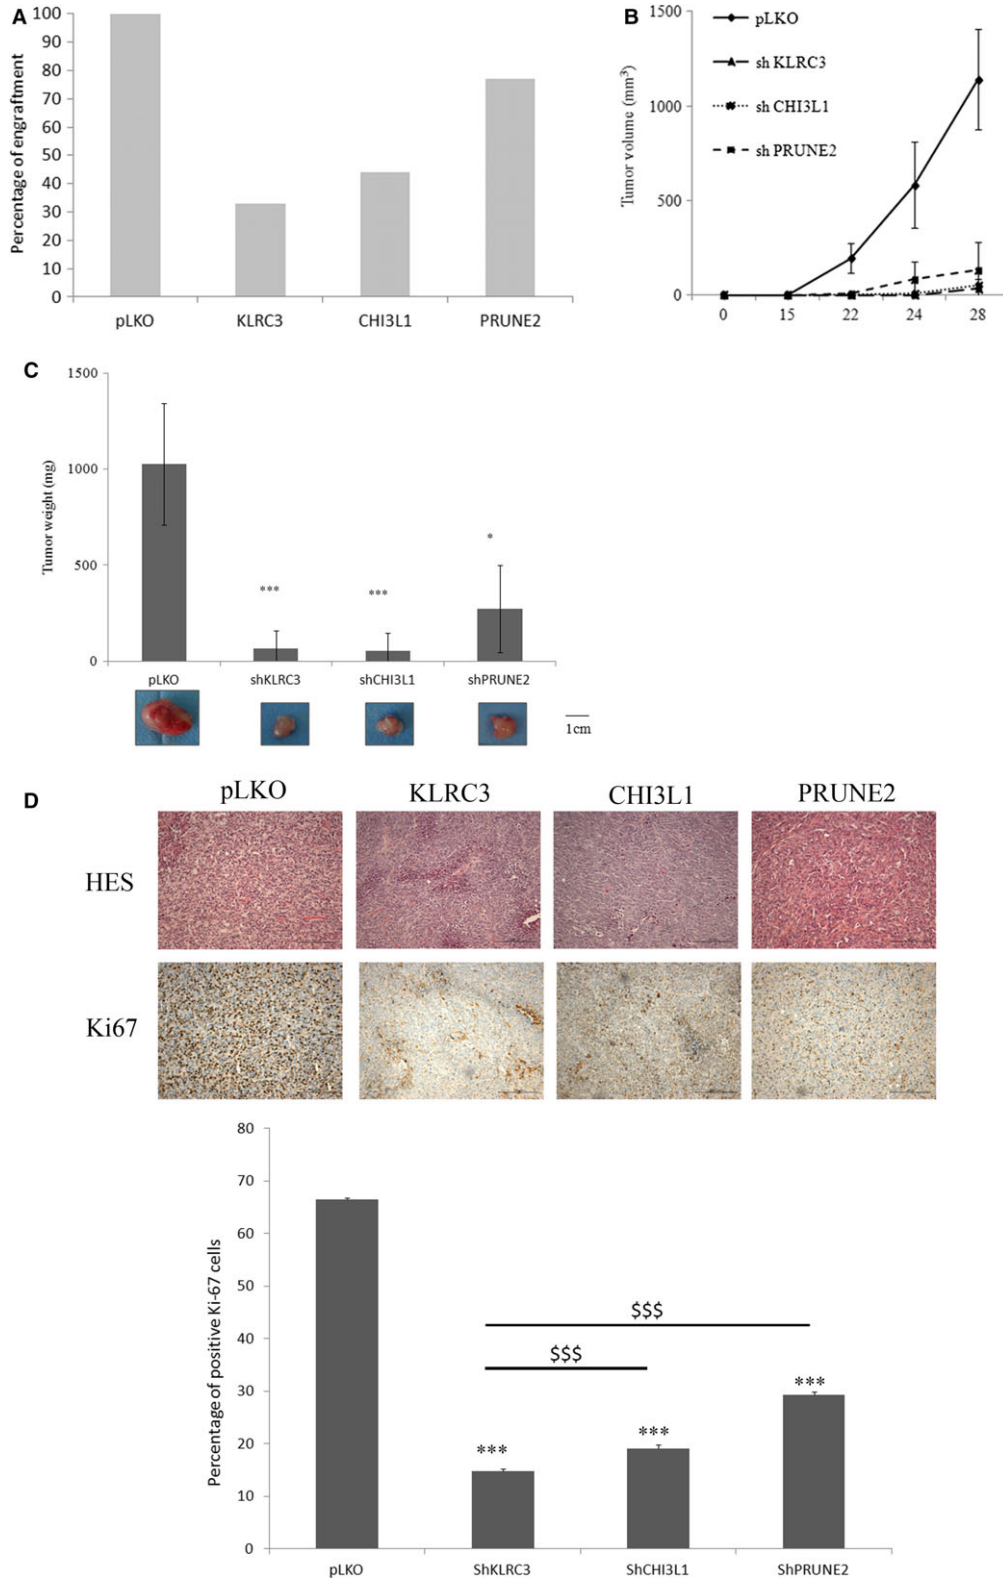 A
Percentage of engraftment
100
90
80
70
60
50
40
30
20
10
0
pLKO KLRC3 CHI3L1 PRUNE2
B
Tumor volume (mm³)
1500
1000
500
0
0 15 22 24 28
pLKO
sh KLRC3
sh CHI3L1
sh PRUNE2
C
Tumor weight (mg)
1500
1000
500
0
***
***
*
pLKO shKLRC3 shCHI3L1 shPRUNE2
1cm
D
pLKO KLRC3 CHI3L1 PRUNE2
HES
Ki67
Percentage of positive Ki-67 cells
80
70
60
50
40
30
20
10
0
$$$
$$$
***
***
***
pLKO ShKLRC3 ShCHI3L1 ShPRUNE2